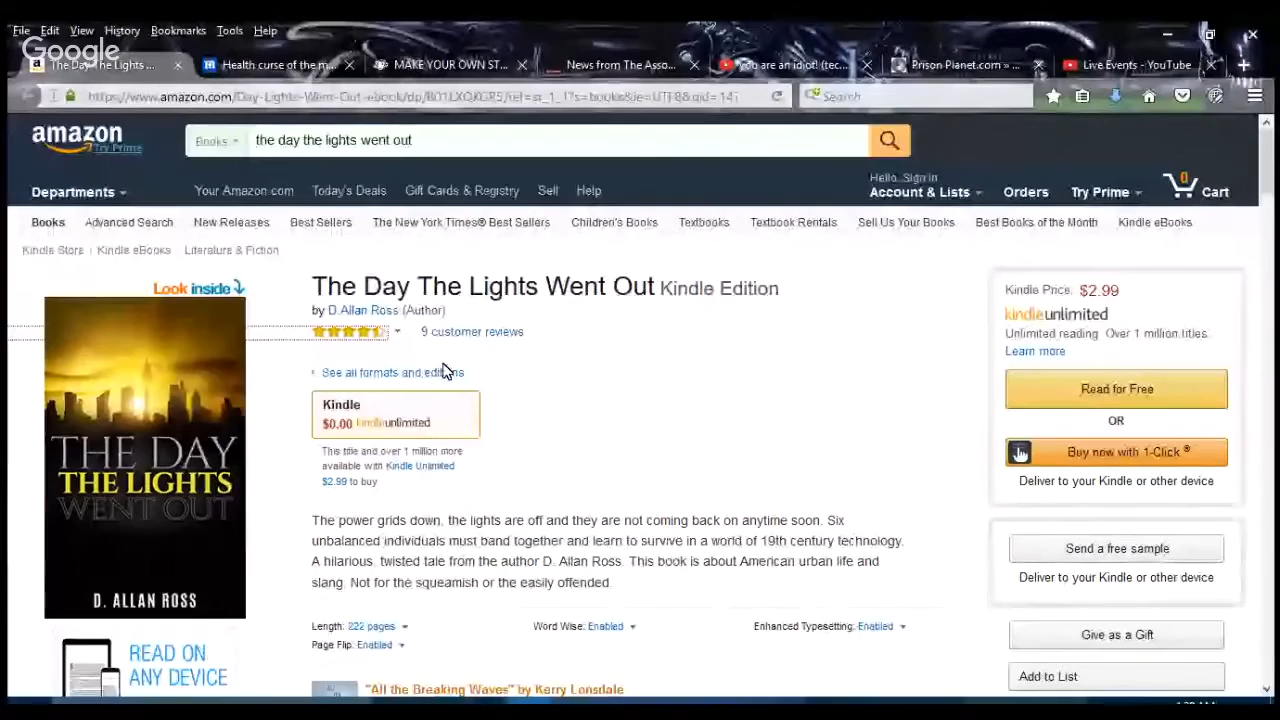 File Edit View History Bookmarks Tools Help
Google
The Day The Lights ... × Health curse of the m... × MAKE YOUR OWN ST... × News from The Asso... × You are an idiot! (tec... × Prison Planet.com » ... × Live Events - YouTube ×
Search
amazon
Try Prime
Books the day the lights went out
Hello. Sign in
Departments Your Amazon.com Today's Deals Gift Cards & Registry Sell Help Account & Lists Orders Try Prime 0 Cart
Books Advanced Search New Releases Best Sellers The New York Times® Best Sellers Children's Books Textbooks Textbook Rentals Sell Us Your Books Best Books of the Month Kindle eBooks
Kindle Store Kindle eBooks Literature & Fiction
Look inside
THE DAY
THE LIGHTS
WENT OUT
D. ALLAN ROSS
READ ON
ANY DEVICE
The Day The Lights Went Out Kindle Edition
by D.Allan Ross (Author)
9 customer reviews
See all formats and editions
Kindle
$0.00 kindleunlimited
This title and over 1 million more
available with Kindle Unlimited
$2.99 to buy
The power grids down, the lights are off and they are not coming back on anytime soon. Six
unbalanced individuals must band together and learn to survive in a world of 19th century technology.
A hilarious, twisted tale from the author D. Allan Ross. This book is about American urban life and
slang. Not for the squeamish or the easily offended.
Length: 222 pages Word Wise: Enabled Enhanced Typesetting: Enabled
Page Flip: Enabled
"All the Breaking Waves" by Kerry Lonsdale
Kindle Price: $2.99
kindleunlimited
Unlimited reading. Over 1 million titles.
Learn more
Read for Free
OR
Buy now with 1-Click ®
Deliver to your Kindle or other device
Send a free sample
Deliver to your Kindle or other device
Give as a Gift
Add to List